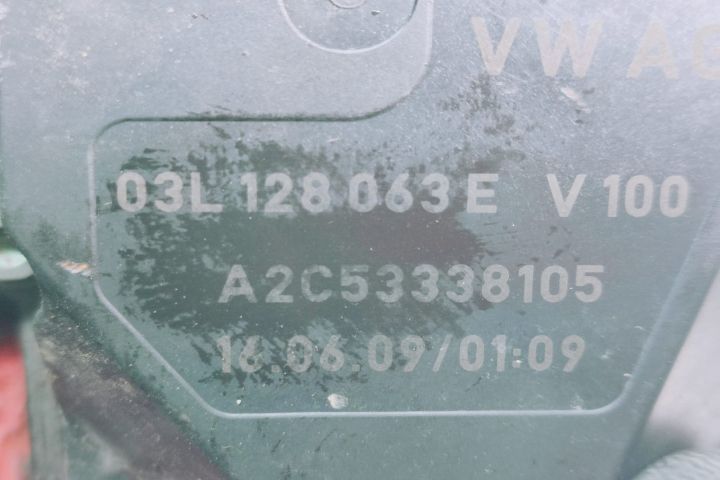 VW AG
03L 128 063 E V 100
A2C53338105
16.06.09/01:09